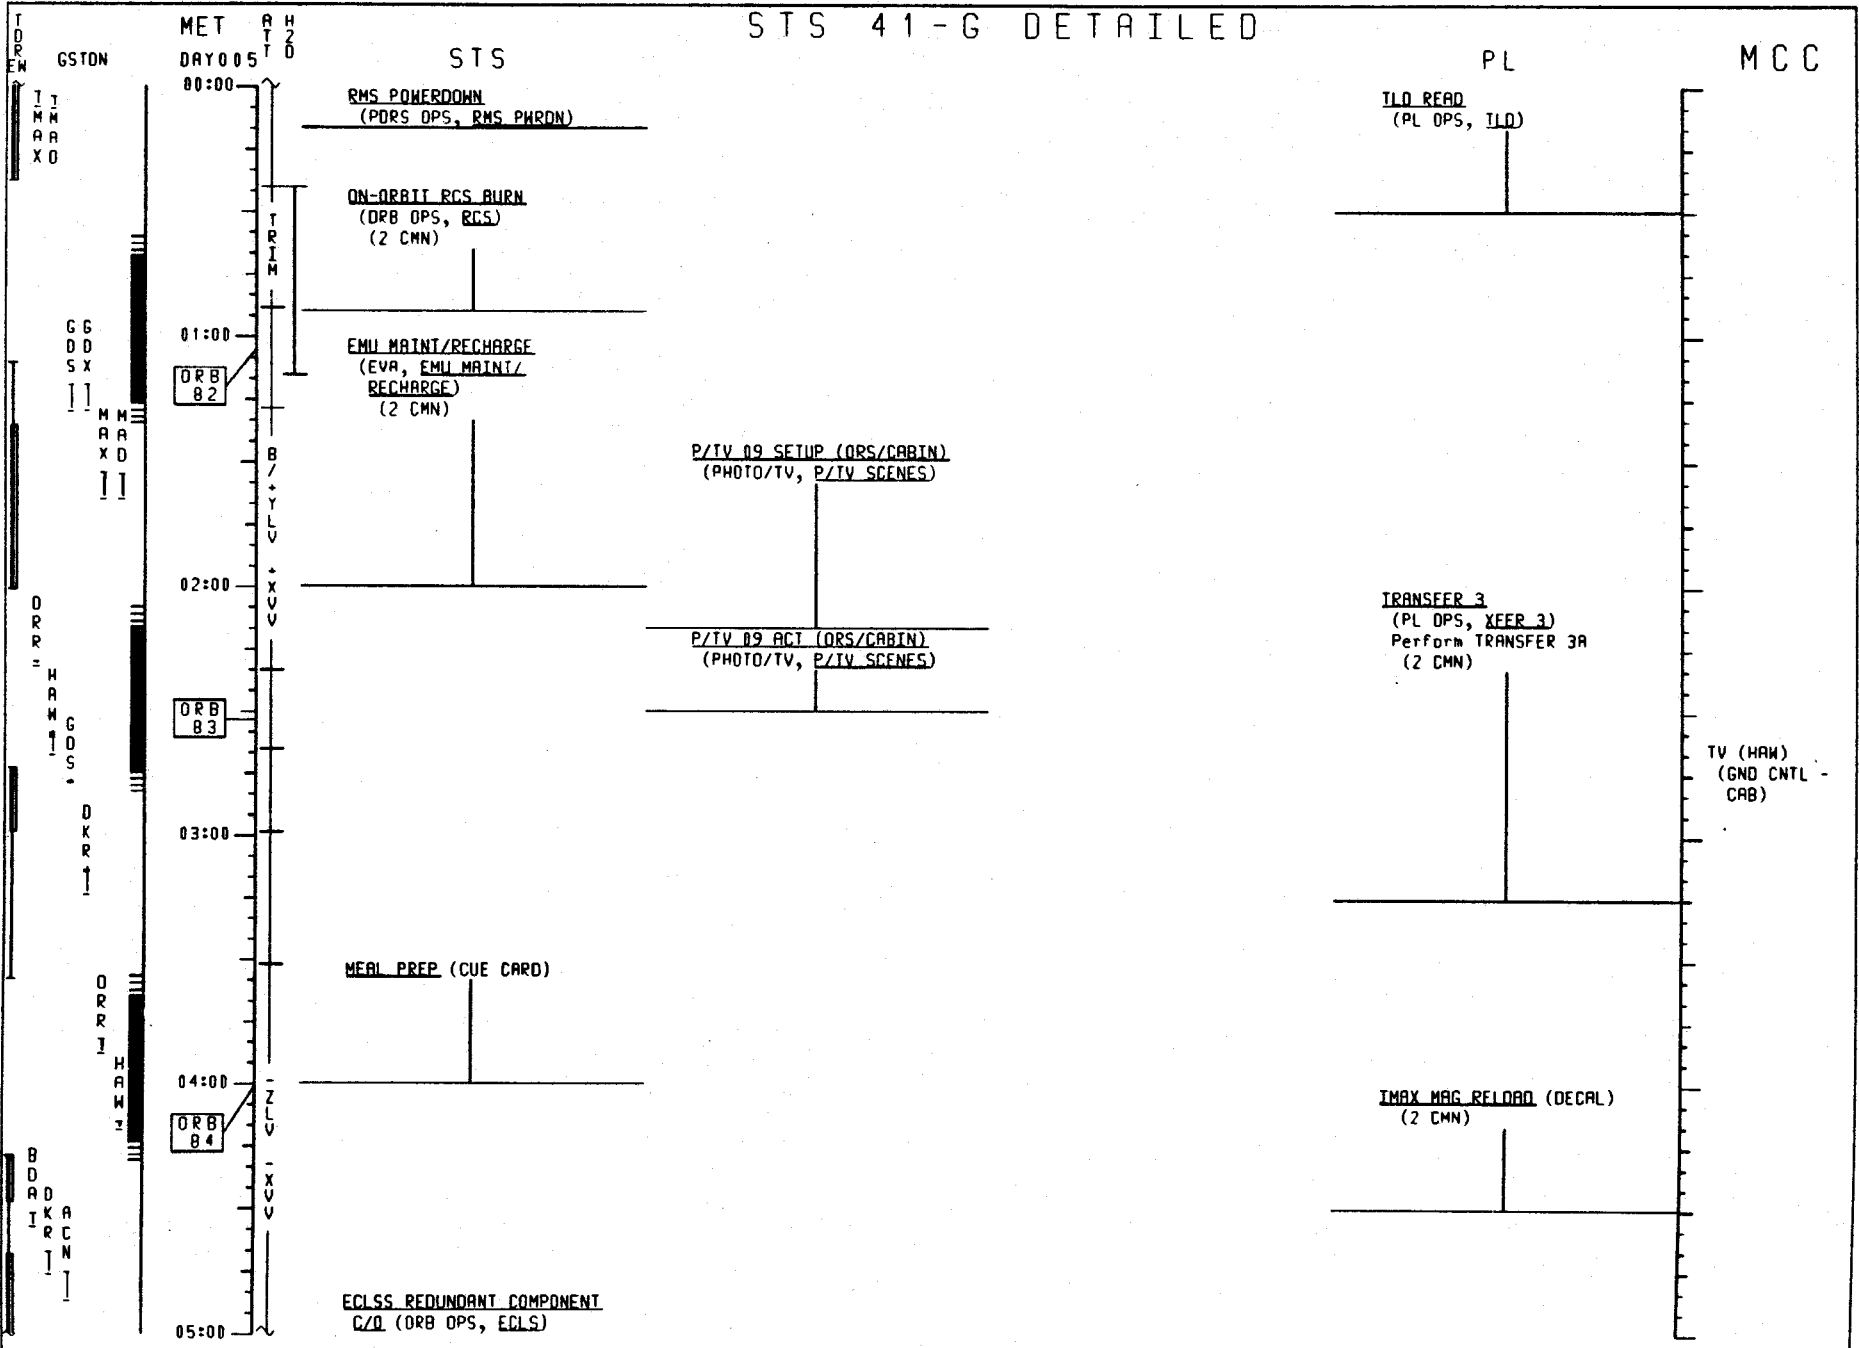 STS 41-G DETAILED
TDRE W
GSTDN
MET
DAY005
ATT
H2O
STS
PL
MCC
00:00
IMAX
IMAO
RMS POWERDOWN
(PDRS OPS, RMS PWRDN)
TLD READ
(PL OPS, TLD)
TRIM
ON-ORBIT RCS BURN
(ORB OPS, RCS)
(2 CMN)
GDS
GDX
01:00
ORB
82
EMU MAINT/RECHARGE
(EVA, EMU MAINT/
RECHARGE)
(2 CMN)
MAX
MAD
B/+YLV +XVV
P/TV 09 SETUP (ORS/CABIN)
(PHOTO/TV, P/TV SCENES)
02:00
ORR
P/TV 09 ACT (ORS/CABIN)
(PHOTO/TV, P/TV SCENES)
TRANSFER 3
(PL OPS, XFER 3)
Perform TRANSFER 3A
(2 CMN)
HAW
GDS
ORB
83
TV (HAW)
(GND CNTL -
CAB)
DKR
03:00
ORR
MEAL PREP (CUE CARD)
HAW
04:00
ORB
84
-ZLV -XVV
IMAX MAG RELOAD (DECAL)
(2 CMN)
BDA
DKR
ACN
ECLSS REDUNDANT COMPONENT
C/O (ORB OPS, ECLS)
05:00